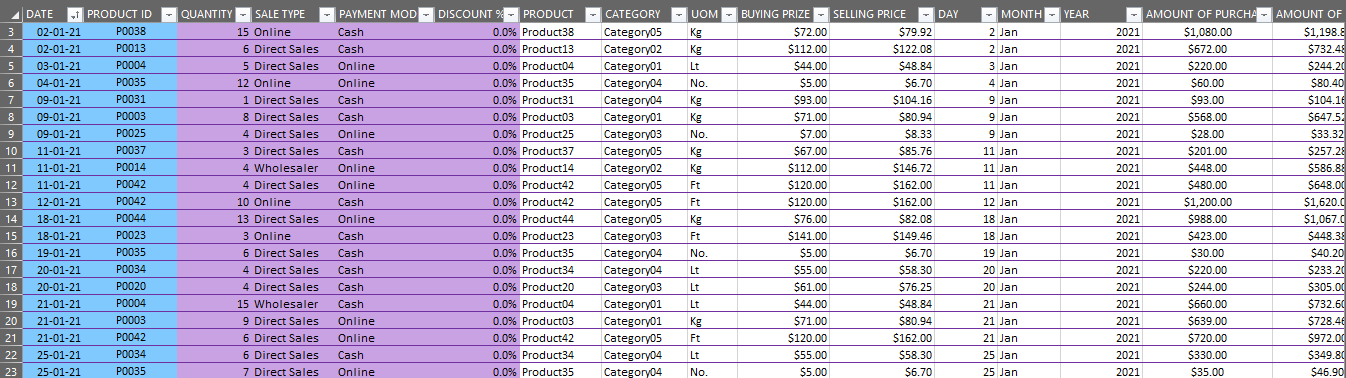 DATE PRODUCT ID QUANTITY SALE TYPE PAYMENT MOD DISCOUNT % PRODUCT CATEGORY UOM BUYING PRIZE SELLING PRICE DAY MONTH YEAR AMOUNT OF PURCHA AMOUNT OF
3 02-01-21 P0038 15 Online Cash 0.0% Product38 Category05 Kg $72.00 $79.92 2 Jan 2021 $1,080.00 $1,198.8
4 02-01-21 P0013 6 Direct Sales Cash 0.0% Product13 Category02 Kg $112.00 $122.08 2 Jan 2021 $672.00 $732.48
5 03-01-21 P0004 5 Direct Sales Cash 0.0% Product04 Category01 Lt $44.00 $48.84 3 Jan 2021 $220.00 $244.20
6 04-01-21 P0035 12 Online Online 0.0% Product35 Category04 No. $5.00 $6.70 4 Jan 2021 $60.00 $80.40
7 09-01-21 P0031 1 Direct Sales Cash 0.0% Product31 Category04 Kg $93.00 $104.16 9 Jan 2021 $93.00 $104.16
8 09-01-21 P0003 8 Direct Sales Cash 0.0% Product03 Category01 Kg $71.00 $80.94 9 Jan 2021 $568.00 $647.52
9 09-01-21 P0025 4 Direct Sales Online 0.0% Product25 Category03 No. $7.00 $8.33 9 Jan 2021 $28.00 $33.32
10 11-01-21 P0037 3 Direct Sales Cash 0.0% Product37 Category05 Kg $67.00 $85.76 11 Jan 2021 $201.00 $257.28
11 11-01-21 P0014 4 Wholesaler Online 0.0% Product14 Category02 Kg $112.00 $146.72 11 Jan 2021 $448.00 $586.88
12 11-01-21 P0042 4 Direct Sales Online 0.0% Product42 Category05 Ft $120.00 $162.00 11 Jan 2021 $480.00 $648.00
13 12-01-21 P0042 10 Online Cash 0.0% Product42 Category05 Ft $120.00 $162.00 12 Jan 2021 $1,200.00 $1,620.0
14 18-01-21 P0044 13 Direct Sales Online 0.0% Product44 Category05 Kg $76.00 $82.08 18 Jan 2021 $988.00 $1,067.0
15 18-01-21 P0023 3 Online Cash 0.0% Product23 Category03 Ft $141.00 $149.46 18 Jan 2021 $423.00 $448.38
16 19-01-21 P0035 6 Direct Sales Cash 0.0% Product35 Category04 No. $5.00 $6.70 19 Jan 2021 $30.00 $40.20
17 20-01-21 P0034 4 Direct Sales Cash 0.0% Product34 Category04 Lt $55.00 $58.30 20 Jan 2021 $220.00 $233.20
18 20-01-21 P0020 4 Direct Sales Cash 0.0% Product20 Category03 Lt $61.00 $76.25 20 Jan 2021 $244.00 $305.00
19 21-01-21 P0004 15 Wholesaler Cash 0.0% Product04 Category01 Lt $44.00 $48.84 21 Jan 2021 $660.00 $732.60
20 21-01-21 P0003 9 Direct Sales Online 0.0% Product03 Category01 Kg $71.00 $80.94 21 Jan 2021 $639.00 $728.46
21 21-01-21 P0042 6 Direct Sales Online 0.0% Product42 Category05 Ft $120.00 $162.00 21 Jan 2021 $720.00 $972.00
22 25-01-21 P0034 6 Direct Sales Cash 0.0% Product34 Category04 Lt $55.00 $58.30 25 Jan 2021 $330.00 $349.80
23 25-01-21 P0035 7 Direct Sales Online 0.0% Product35 Category04 No. $5.00 $6.70 25 Jan 2021 $35.00 $46.90